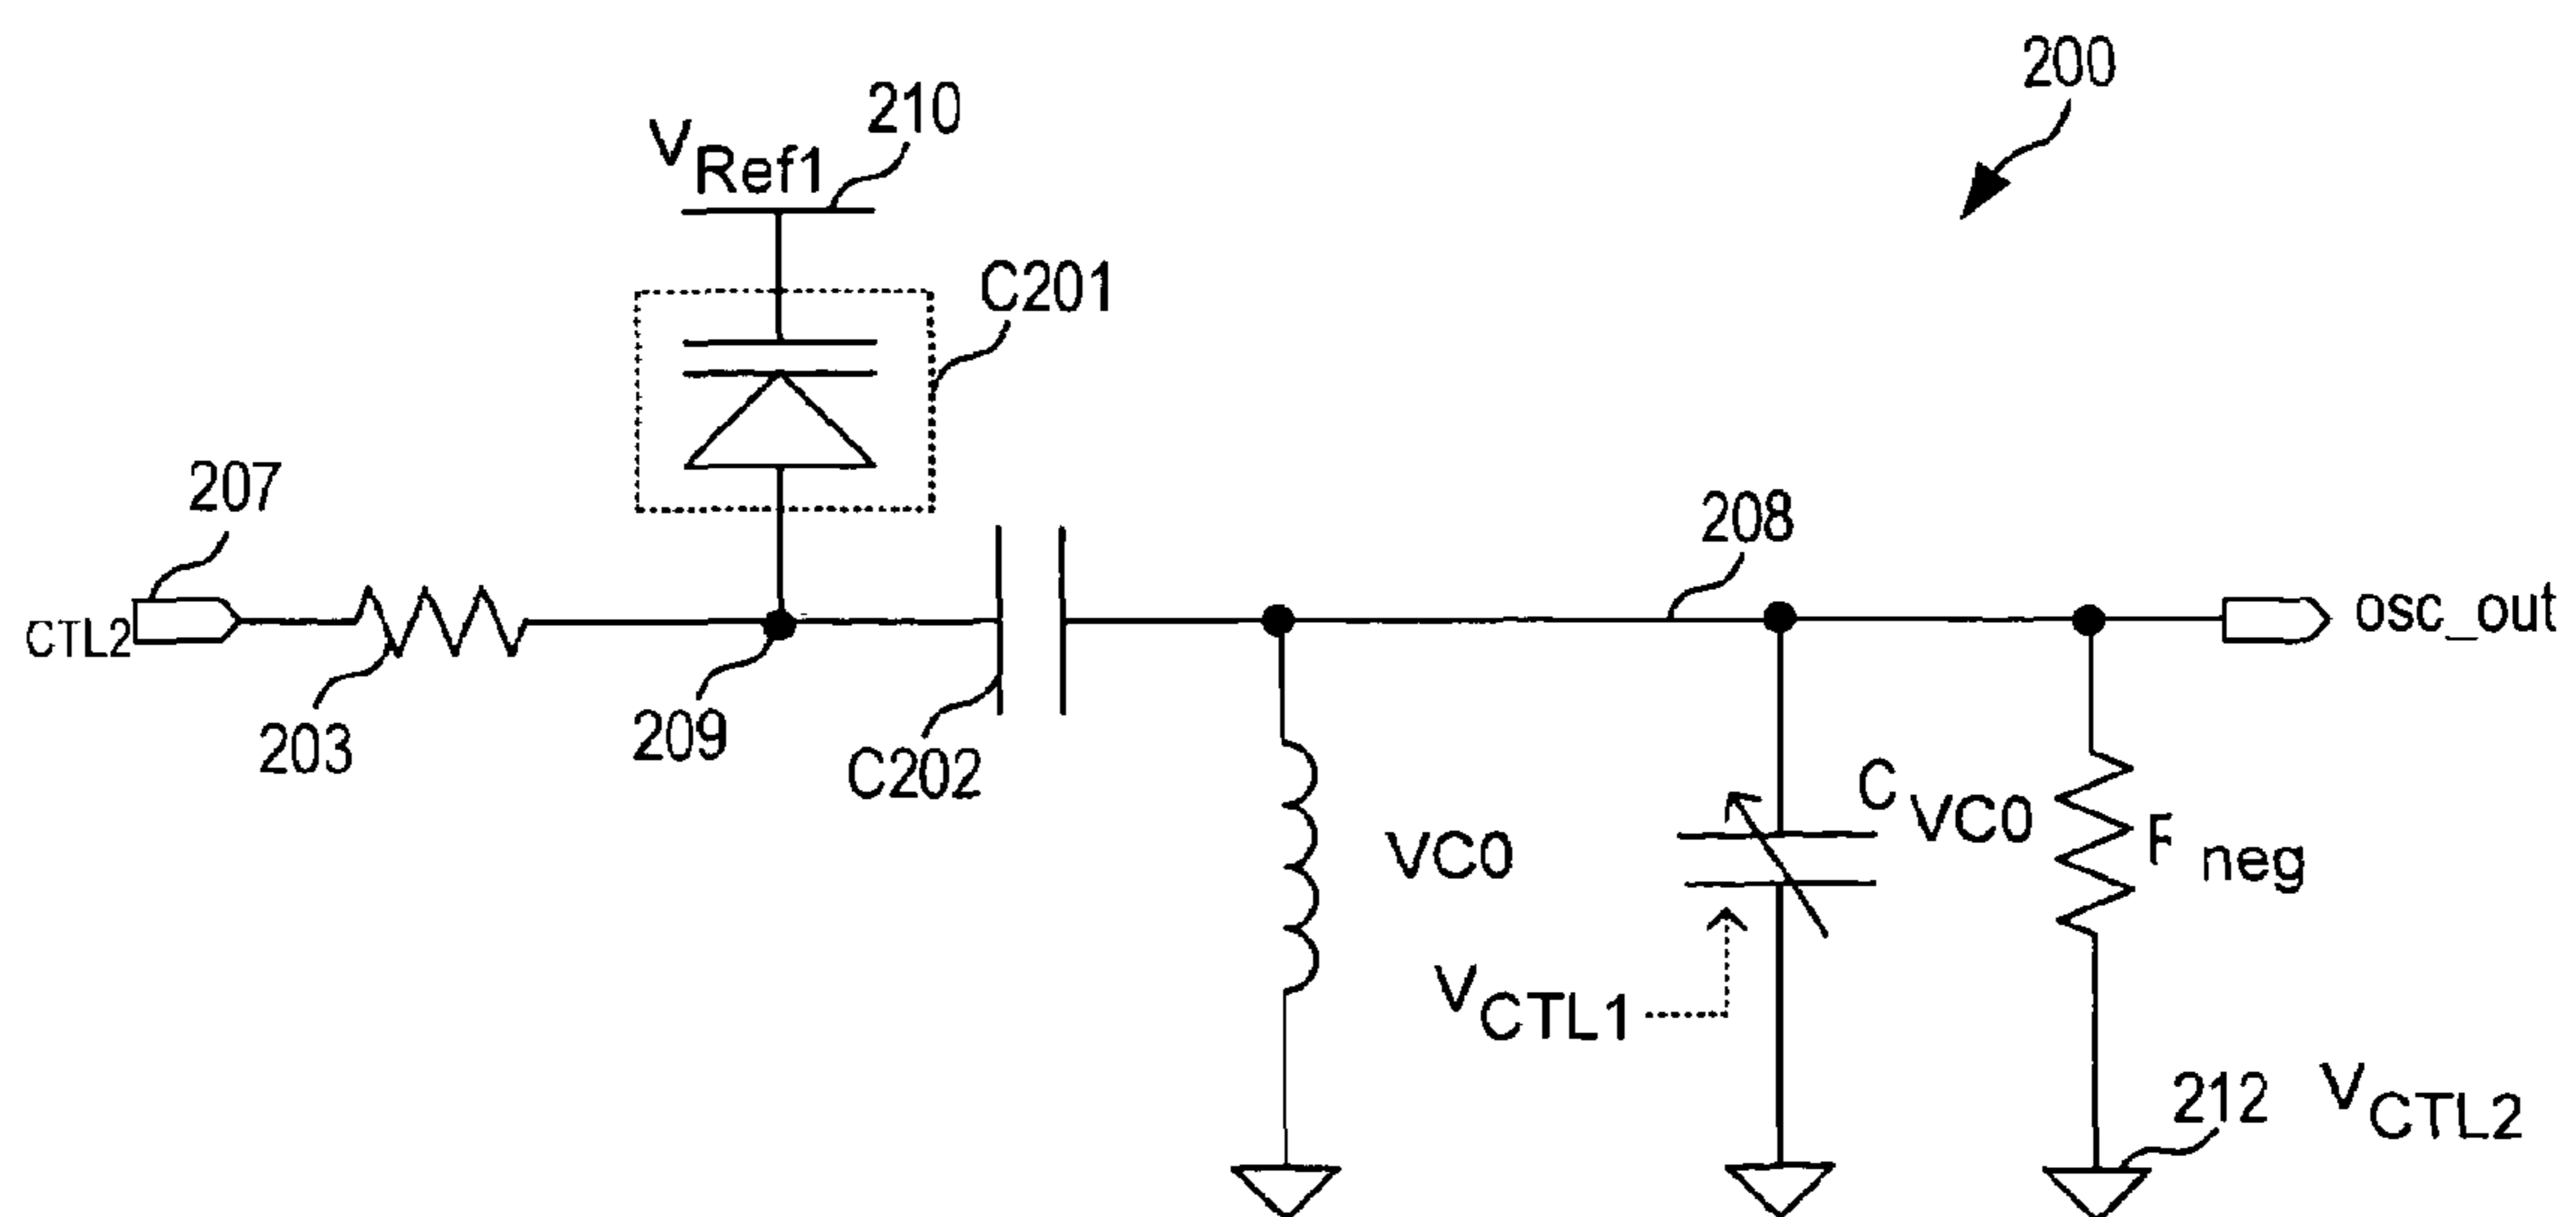 200
210
VRef1
C201
207
208
CTL2
osc_out
203
209
C202
CVC0
VC0
F neg
VCTL1
212
VCTL2